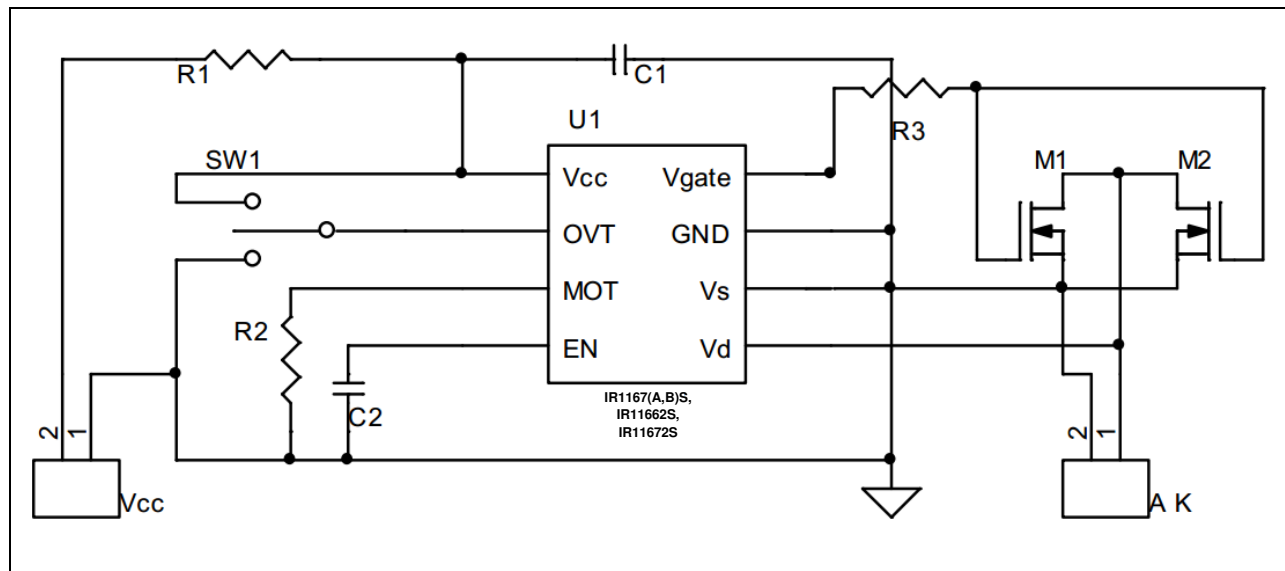 R1
C1
R3
U1
SW1
M1
M2
Vcc
Vgate
OVT
GND
MOT
Vs
R2
EN
Vd
C2
IR1167(A,B)S,
IR11662S,
IR11672S
2
1
Vcc
2
1
A K